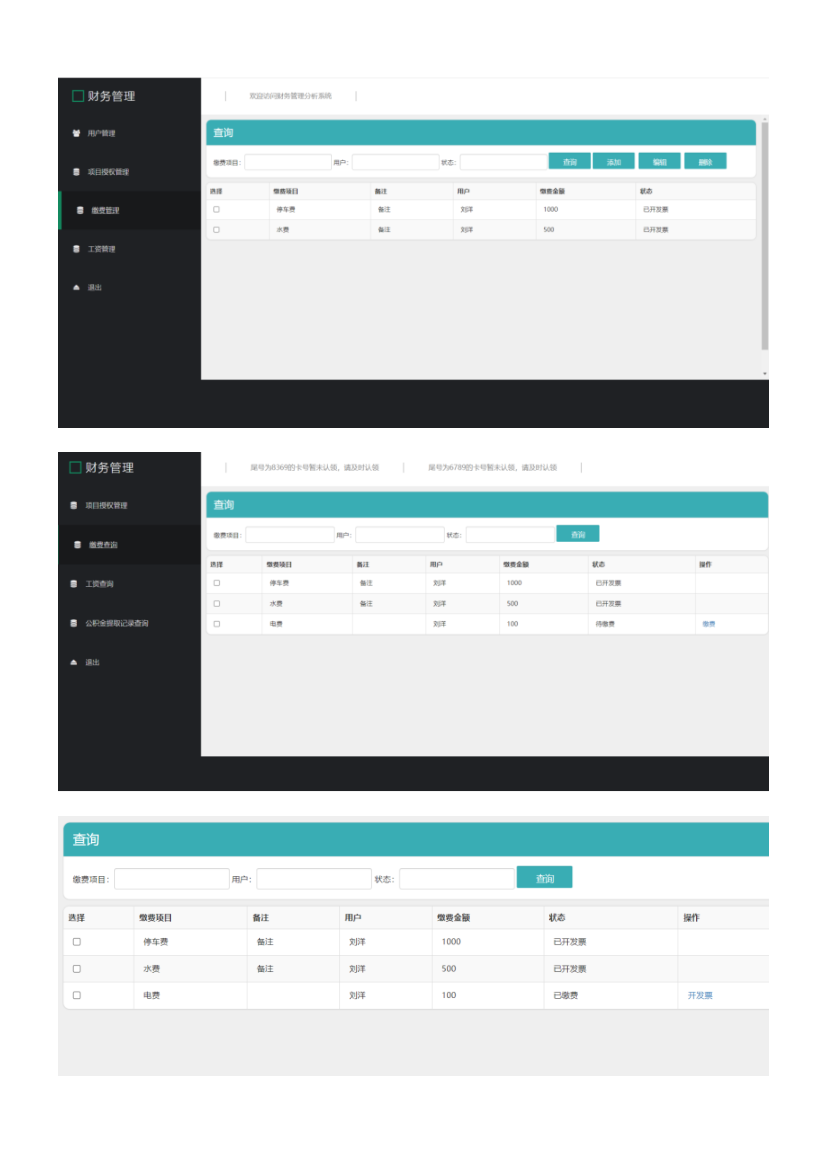 财务管理
欢迎访问财务管理分析系统
用户管理
项目授权管理
缴费管理
工资管理
退出
查询
缴费项目: 用户: 状态: 查询 添加 编辑 删除
选择 缴费项目 备注 用户 缴费金额 状态
停车费 备注 刘洋 1000 已开发票
水费 备注 刘洋 500 已开发票
财务管理
尾号为8369的卡号暂未认领，请及时认领 尾号为6789的卡号暂未认领，请及时认领
项目授权管理
缴费查询
工资查询
公积金提取记录查询
退出
查询
缴费项目: 用户: 状态: 查询
选择 缴费项目 备注 用户 缴费金额 状态 操作
停车费 备注 刘洋 1000 已开发票
水费 备注 刘洋 500 已开发票
电费 刘洋 100 待缴费 缴费
查询
缴费项目: 用户: 状态: 查询
选择 缴费项目 备注 用户 缴费金额 状态 操作
停车费 备注 刘洋 1000 已开发票
水费 备注 刘洋 500 已开发票
电费 刘洋 100 已缴费 开发票